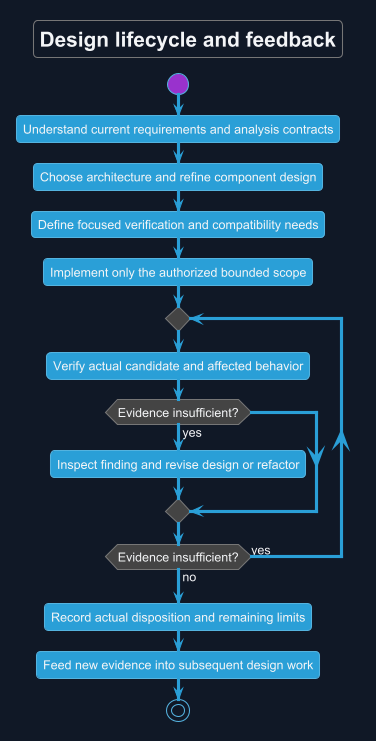 Design lifecycle and feedback
Understand current requirements and analysis contracts
Choose architecture and refine component design
Define focused verification and compatibility needs
Implement only the authorized bounded scope
Verify actual candidate and affected behavior
Evidence insufficient?
yes
Inspect finding and revise design or refactor
Evidence insufficient?
yes
no
Record actual disposition and remaining limits
Feed new evidence into subsequent design work